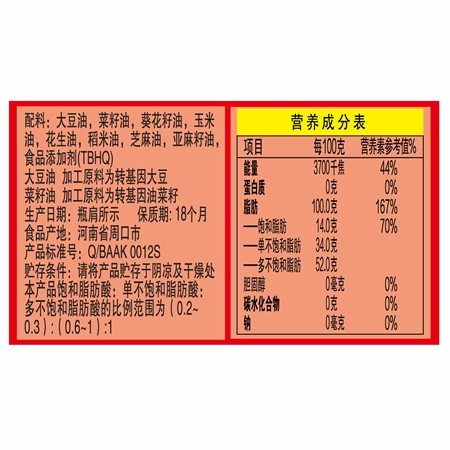 配料：大豆油，菜籽油，葵花籽油，玉米
油，花生油，稻米油，芝麻油，亚麻籽油，
食品添加剂(TBHQ)
大豆油 加工原料为转基因大豆
菜籽油 加工原料为转基因油菜籽
生产日期：瓶肩所示 保质期：18个月
食品产地：河南省周口市
产品标准号：Q/BAAK 0012S
贮存条件：请将产品贮存于阴凉及干燥处
本产品饱和脂肪酸：单不饱和脂肪酸：
多不饱和脂肪酸的比例范围为（0.2~
0.3）:（0.6~1）:1
营养成分表
项目 每100克 营养素参考值%
能量 3700千焦 44%
蛋白质 0克 0%
脂肪 100.0克 167%
——饱和脂肪 14.0克 70%
——单不饱和脂肪 34.0克
——多不饱和脂肪 52.0克
胆固醇 0毫克 0%
碳水化合物 0克 0%
钠 0毫克 0%